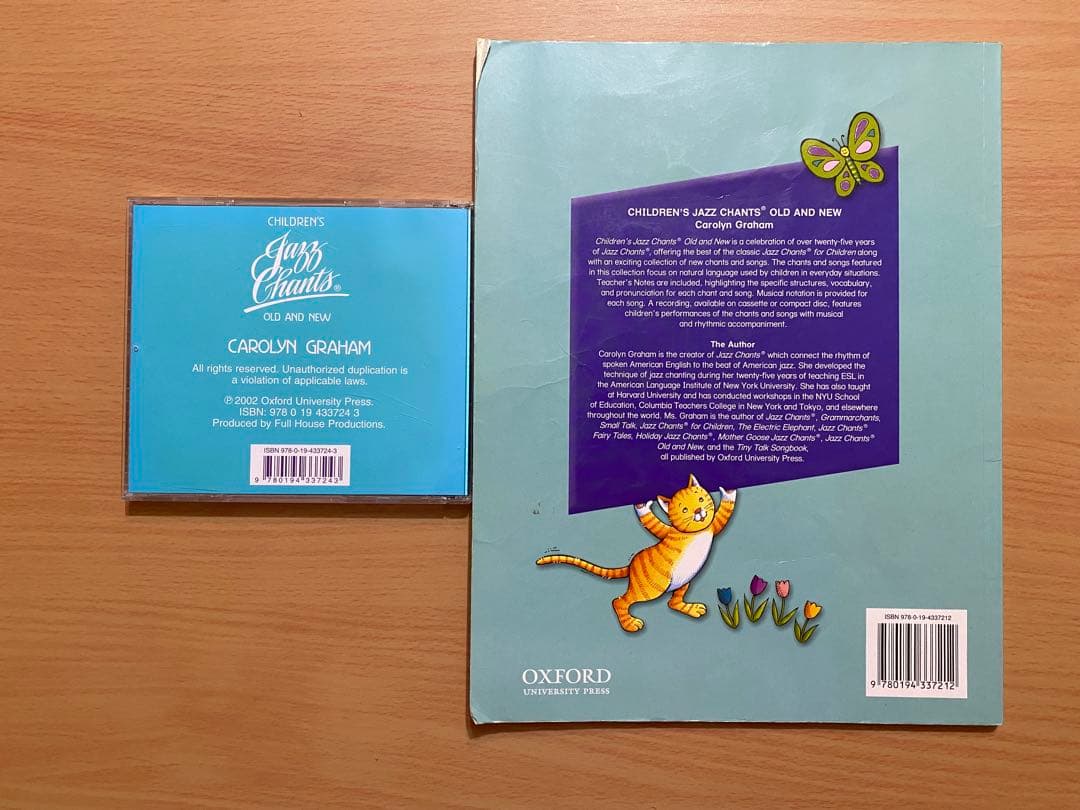 CHILDREN'S
Jazz
Chants®
OLD AND NEW
CAROLYN GRAHAM
All rights reserved. Unauthorized duplication is
a violation of applicable laws.
℗ 2002 Oxford University Press.
ISBN: 978 0 19 433724 3
Produced by Full House Productions.
ISBN 978-0-19-433724-3
9 780194 337243
CHILDREN'S JAZZ CHANTS® OLD AND NEW
Carolyn Graham
Children's Jazz Chants® Old and New is a celebration of over twenty-five years
of Jazz Chants®, offering the best of the classic Jazz Chants® for Children along
with an exciting collection of new chants and songs. The chants and songs featured
in this collection focus on natural language used by children in everyday situations.
Teacher's Notes are included, highlighting the specific structures, vocabulary,
and pronunciation for each chant and song. Musical notation is provided for
each song. A recording, available on cassette or compact disc, features
children's performances of the chants and songs with musical
and rhythmic accompaniment.
The Author
Carolyn Graham is the creator of Jazz Chants® which connect the rhythm of
spoken American English to the beat of American jazz. She developed the
technique of jazz chanting during her twenty-five years of teaching ESL in
the American Language Institute of New York University. She has also taught
at Harvard University and has conducted workshops in the NYU School
of Education, Columbia Teachers College in New York and Tokyo, and elsewhere
throughout the world. Ms. Graham is the author of Jazz Chants®, Grammarchants,
Small Talk, Jazz Chants® for Children, The Electric Elephant, Jazz Chants®
Fairy Tales, Holiday Jazz Chants®, Mother Goose Jazz Chants®, Jazz Chants®
Old and New, and the Tiny Talk Songbook,
all published by Oxford University Press.
OXFORD
UNIVERSITY PRESS
ISBN 978-0-19-4337212
9 780194 337212